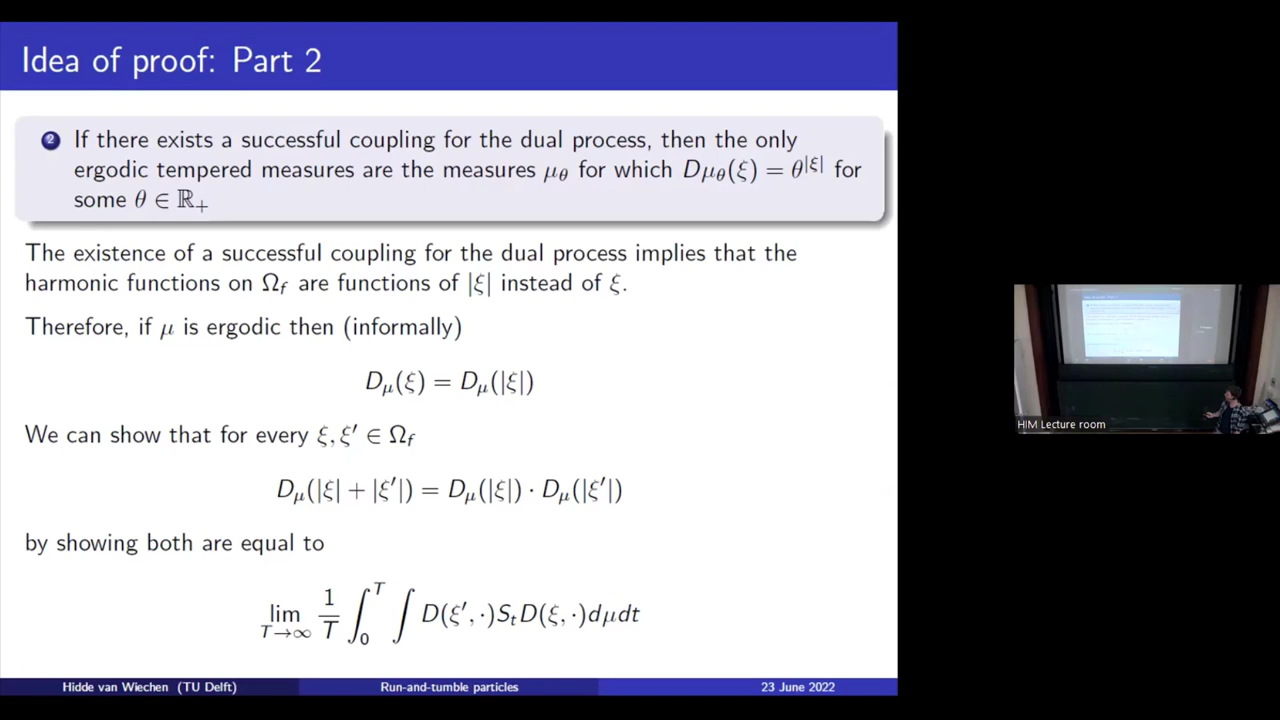 Idea of proof: Part 2
2 If there exists a successful coupling for the dual process, then the only
ergodic tempered measures are the measures μ_θ for which Dμ_θ(ξ) = θ^|ξ| for
some θ ∈ ℝ₊
The existence of a successful coupling for the dual process implies that the
harmonic functions on Ω_f are functions of |ξ| instead of ξ.
Therefore, if μ is ergodic then (informally)
D_μ(ξ) = D_μ(|ξ|)
We can show that for every ξ, ξ′ ∈ Ω_f
D_μ(|ξ| + |ξ′|) = D_μ(|ξ|) · D_μ(|ξ′|)
by showing both are equal to
lim_{T→∞} 1/T ∫_0^T ∫ D(ξ′, ·)S_t D(ξ, ·)dμdt
Hidde van Wiechen (TU Delft) Run-and-tumble particles 23 June 2022
HIM Lecture room